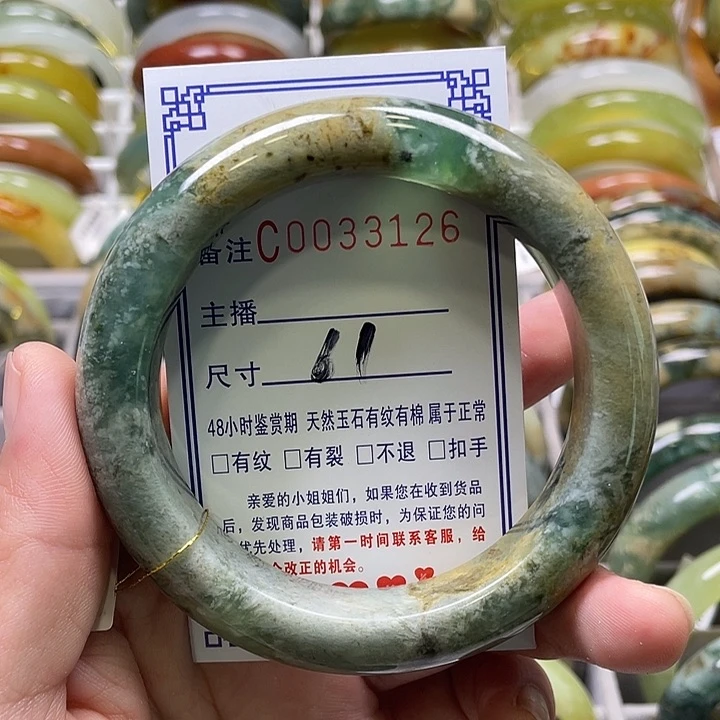 备注C0033126
主播
尺寸 61
48小时鉴赏期 天然玉石有纹有棉 属于正常
□有纹 □有裂 □不退 □扣手
亲爱的小姐姐们，如果您在收到货品
后，发现商品包装破损时，为保证您的问
优先处理，请第一时间联系客服，给
改正的机会。